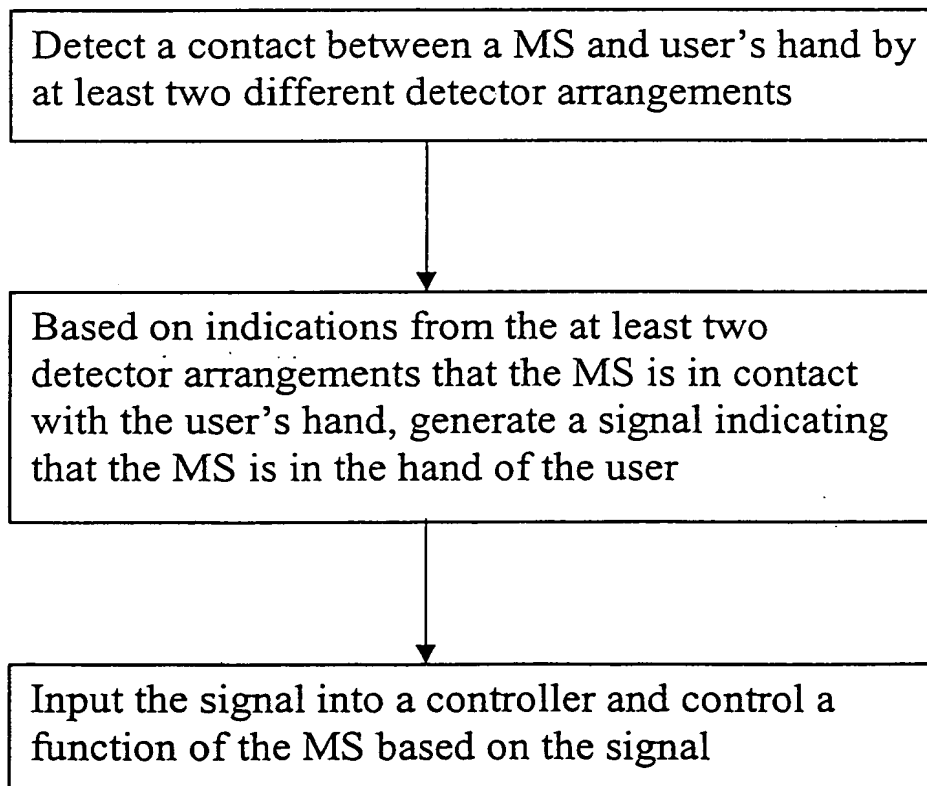 Detect a contact between a MS and user's hand by
at least two different detector arrangements
Based on indications from the at least two
detector arrangements that the MS is in contact
with the user's hand, generate a signal indicating
that the MS is in the hand of the user
Input the signal into a controller and control a
function of the MS based on the signal